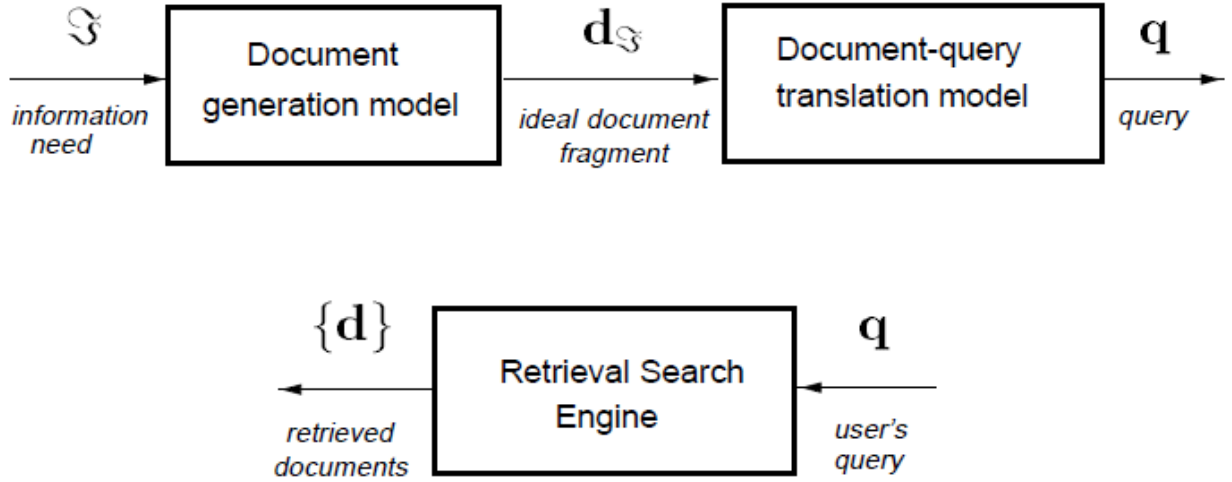 ℑ
information
need
Document
generation model
d_ℑ
ideal document
fragment
Document-query
translation model
q
query
{d}
retrieved
documents
Retrieval Search
Engine
q
user's
query